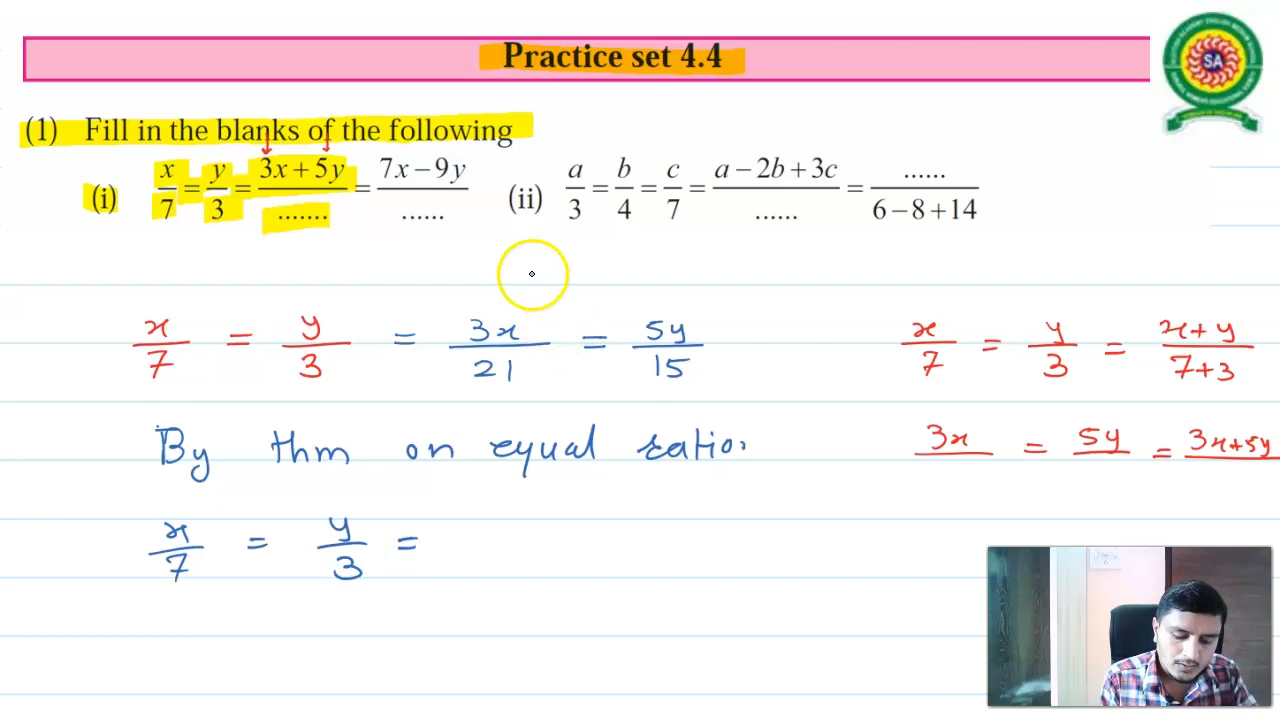 Practice set 4.4
SA
(1) Fill in the blanks of the following
(i) x/7 = y/3 = 3x+5y/....... = 7x−9y/...... (ii) a/3 = b/4 = c/7 = a−2b+3c/...... = ....../6−8+14
x/7 = y/3 = 3x/21 = 5y/15 x/7 = y/3 = x+y/7+3
By thm on equal ratio. 3x = 5y = 3x+5y
x/7 = y/3 =